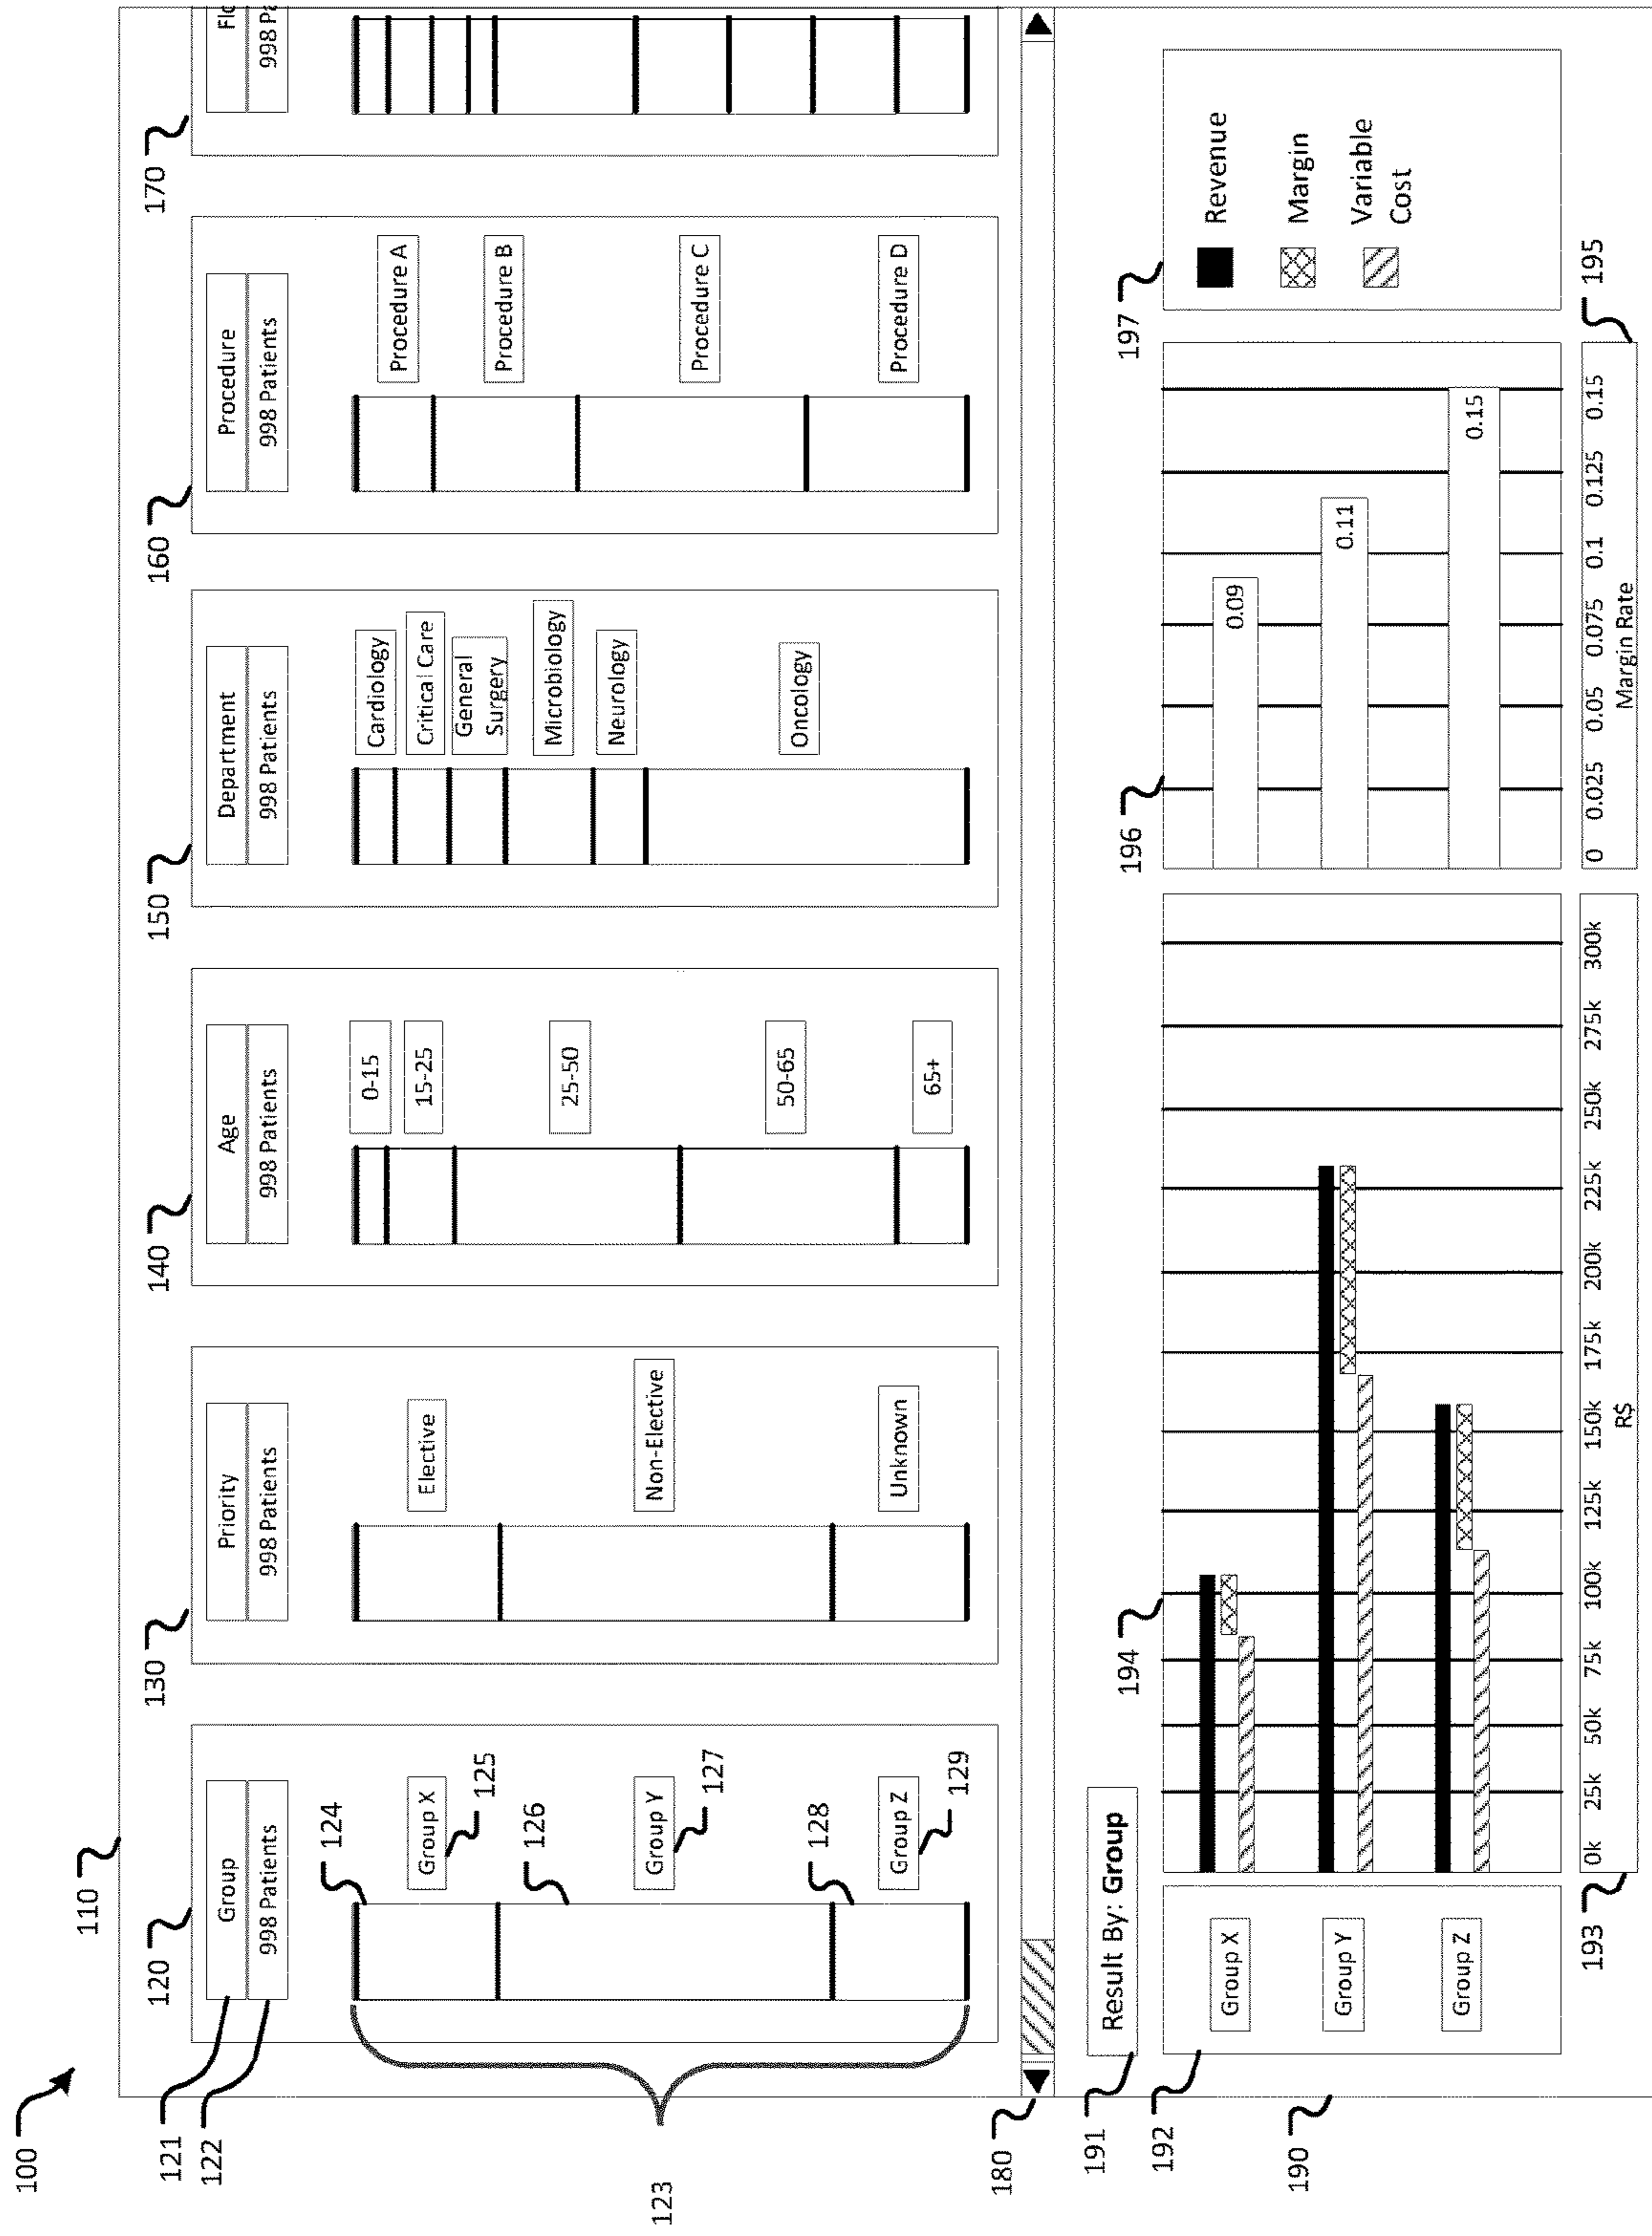 100
110
120
130
140
150
160
170
121
122
Group
998 Patients
Priority
998 Patients
Age
998 Patients
Department
998 Patients
Procedure
998 Patients
Flo
998 Pa
123
124
Group X
125
126
Group Y
127
128
Group Z
129
Elective
Non-Elective
Unknown
0-15
15-25
25-50
50-65
65+
Cardiology
Critical Care
General
Surgery
Microbiology
Neurology
Oncology
Procedure A
Procedure B
Procedure C
Procedure D
180
191
Result By: Group
192
190
194
196
197
Group X
Group Y
Group Z
0.09
0.11
0.15
Revenue
Margin
Variable
Cost
193
0k 25k 50k 75k 100k 125k 150k 175k 200k 225k 250k 275k 300k
R$
0 0.025 0.05 0.075 0.1 0.125 0.15
Margin Rate
195